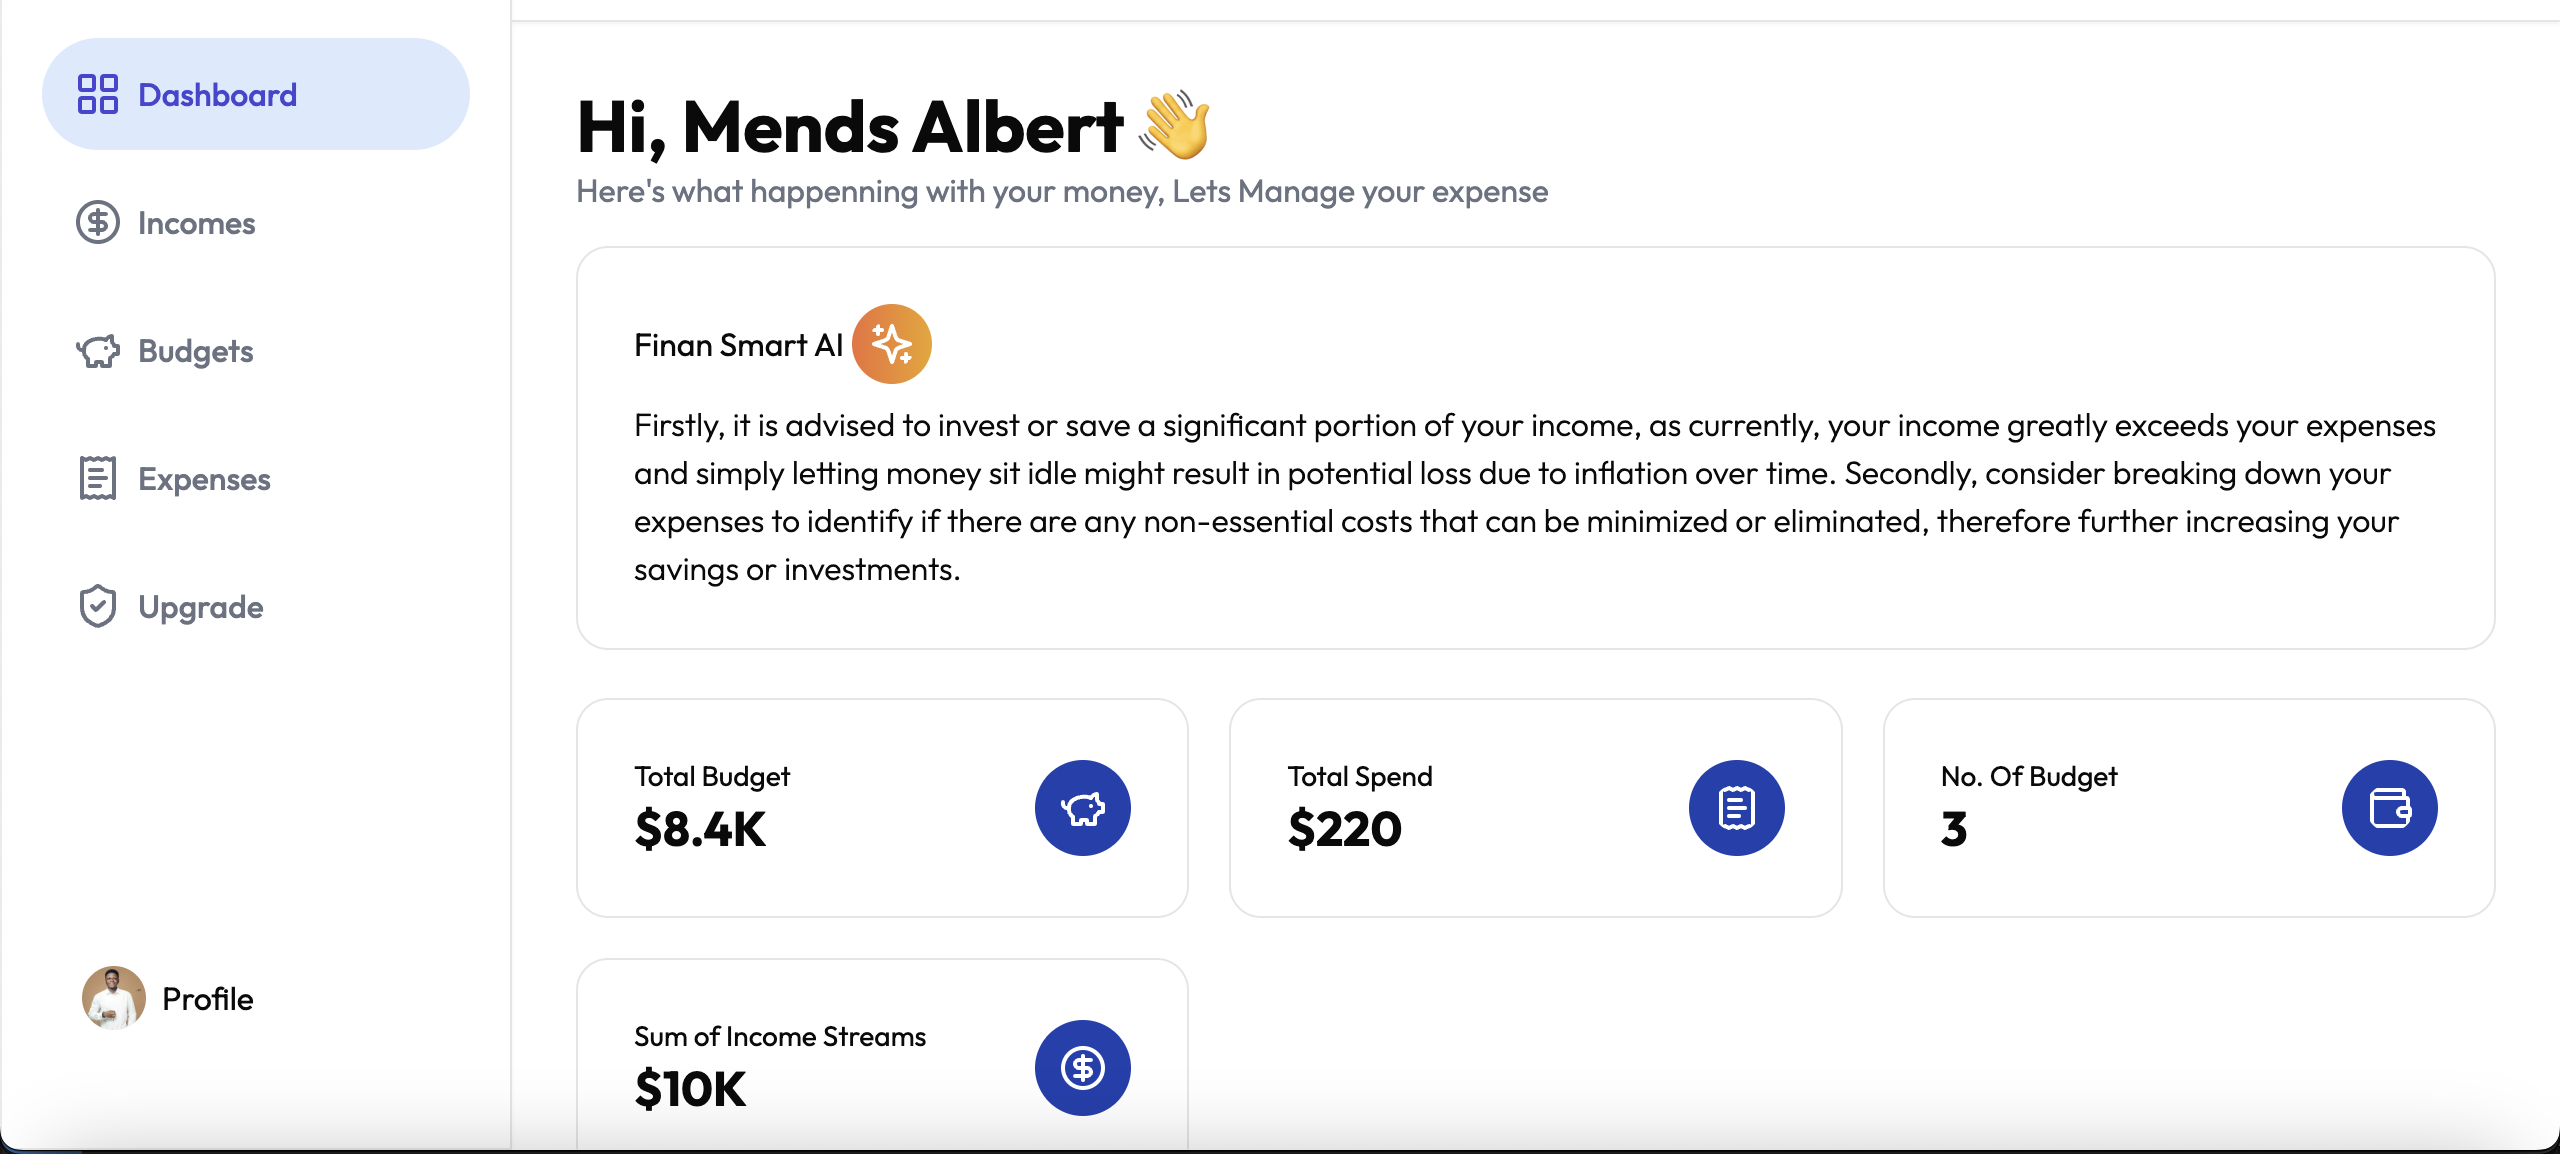 Dashboard
Incomes
Budgets
Expenses
Upgrade
Profile
Hi, Mends Albert 👋
Here's what happenning with your money, Lets Manage your expense
Finan Smart AI
Firstly, it is advised to invest or save a significant portion of your income, as currently, your income greatly exceeds your expenses
and simply letting money sit idle might result in potential loss due to inflation over time. Secondly, consider breaking down your
expenses to identify if there are any non-essential costs that can be minimized or eliminated, therefore further increasing your
savings or investments.
Total Budget
$8.4K
Total Spend
$220
No. Of Budget
3
Sum of Income Streams
$10K